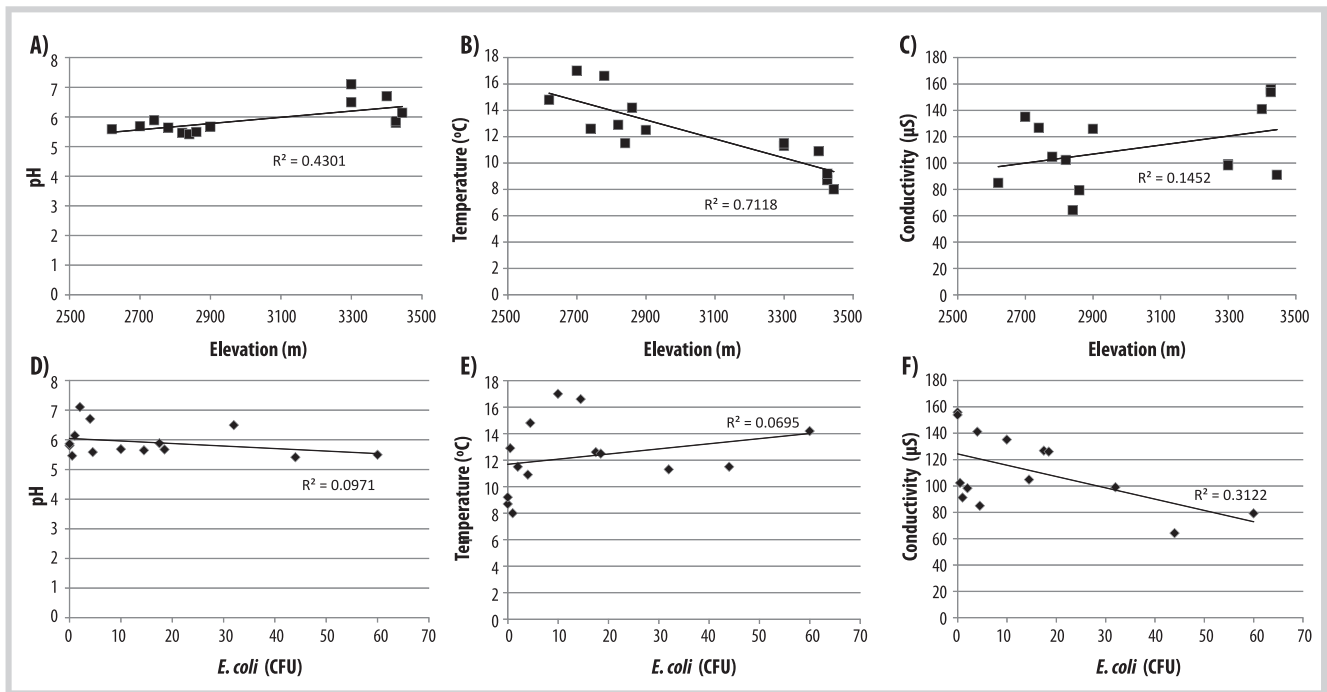 A)
8
7
6
5
4
3
2
1
0
pH
R² = 0.4301
2500 2700 2900 3100 3300 3500
Elevation (m)
B)
18
16
14
12
10
8
6
4
2
0
Temperature (ºC)
R² = 0.7118
2500 2700 2900 3100 3300 3500
Elevation (m)
C)
180
160
140
120
100
80
60
40
20
0
Conductivity (µS)
R² = 0.1452
2500 2700 2900 3100 3300 3500
Elevation (m)
D)
8
7
6
5
4
3
2
1
0
pH
R² = 0.0971
0 10 20 30 40 50 60 70
E. coli (CFU)
E)
18
16
14
12
10
8
6
4
2
0
Temperature (ºC)
R² = 0.0695
0 10 20 30 40 50 60 70
E. coli (CFU)
F)
180
160
140
120
100
80
60
40
20
0
Conductivity (µS)
R² = 0.3122
0 10 20 30 40 50 60 70
E. coli (CFU)